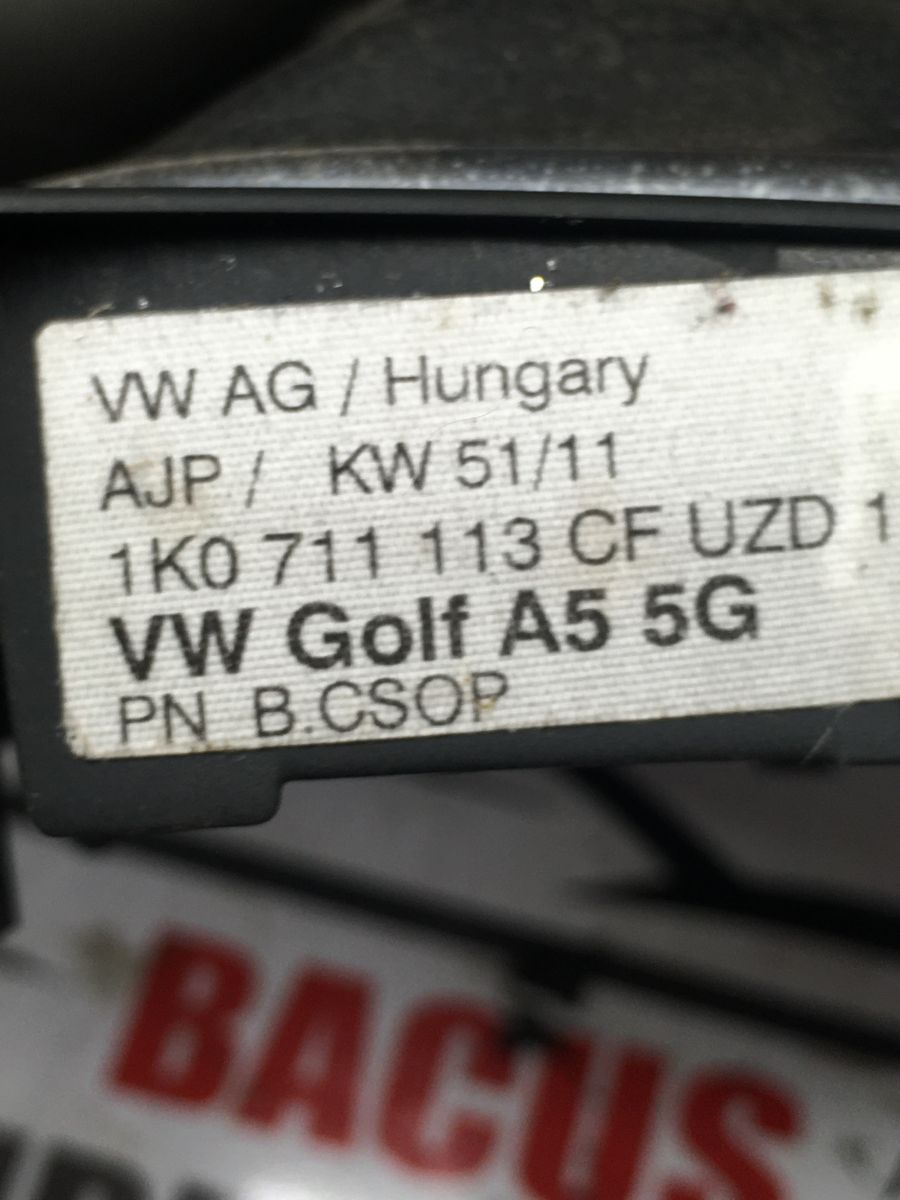 VW AG / Hungary
AJP / KW 51/11
1K0 711 113 CF UZD 1
VW Golf A5 5G
PN B.CSOP
BACUS